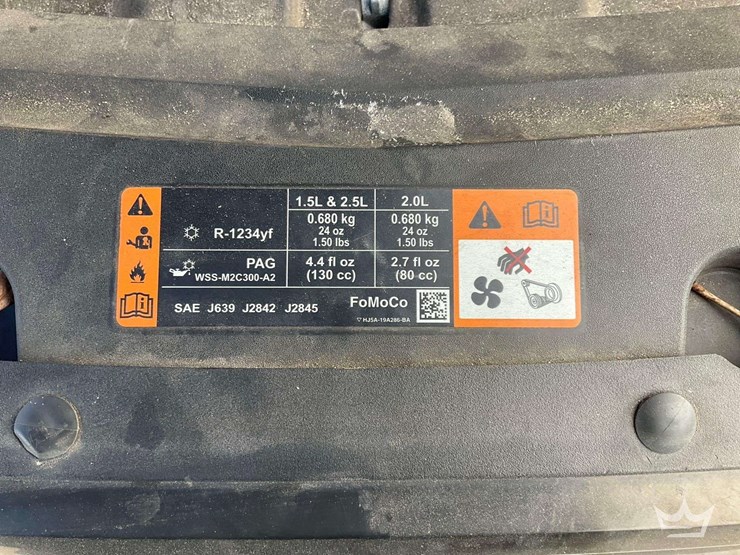 1.5L & 2.5L 2.0L
R-1234yf 0.680 kg 0.680 kg
24 oz 24 oz
1.50 lbs 1.50 lbs
PAG 4.4 fl oz 2.7 fl oz
WSS-M2C300-A2 (130 cc) (80 cc)
SAE J639 J2842 J2845 FoMoCo
HJ5A-19A286-BA